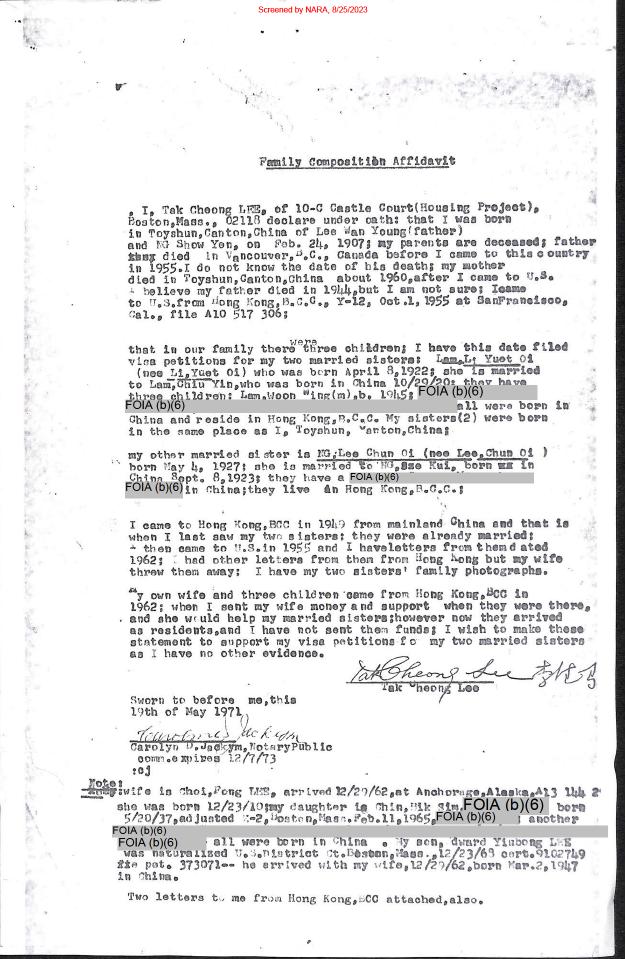 Screened by NARA, 8/25/2023
Family Composition Affidavit
, I, Tak Cheong LEE, of 10-C Castle Court(Housing Project),
Boston,Mass., 02118 declare under oath: that I was born
in Toyshun,Canton,China of Lee Wan Young(father)
and NG Show Yen, on Feb. 24, 1907; my parents are deceased; father
died in Vancouver,B.C., Canada before I came to this country
in 1955.I do not know the date of his death; my mother
died in Toyshun,Canton,China about 1960,after I came to U.S.
I believe my father died in 1944,but I am not sure; Icame
to U.S.from Hong Kong,B.C.C., Y-12, Oct.1, 1955 at SanFrancisco,
Cal., file A10 517 306;
were
that in our family there three children; I have this date filed
visa petitions for my two married sisters: Lam,Li Yuet Oi
(nee Li,Yuet Oi) who was born April 8,1922; she is married
to Lam,Chiu Yin,who was born in China 10/29/20; they have
three children: Lam,Woon Wing(m),b. 1945; FOIA (b)(6)
FOIA (b)(6) all were born in
China and reside in Hong Kong,B.C.C. My sisters(2) were born
in the same place as I, Toyshun, Canton,China;
my other married sister is NG,Lee Chun Oi (nee Lee,Chun Oi )
born May 4, 1927; she is married to NG,Sze Kui, born in
China Sept. 8,1923; they have a FOIA (b)(6)
FOIA (b)(6) in China;they live in Hong Kong,B.C.C.;
I came to Hong Kong,BCC in 1949 from mainland China and that is
when I last saw my two sisters; they were already married;
I then came to U.S.in 1955 and I haveletters from them dated
1962; I had other letters from them from Hong Kong but my wife
threw them away; I have my two sisters' family photographs.
My own wife and three children came from Hong Kong,BCC in
1962; when I sent my wife money and support when they were there,
and she would help my married sisters;however now they arrived
as residents,and I have not sent them funds; I wish to make these
statement to support my visa petitions fo my two married sisters
as I have no other evidence.
Tak Cheong Lee
Tak Cheong Lee
Sworn to before me,this
19th of May 1971
Carolyn D. Jackym
Carolyn D.Jackym,NotaryPublic
comm.expires 12/7/73
:cj
Note:
wife is Choi,Fong LEE, arrived 12/29/62,at Anchorage,Alaska,A13 144 2
she was born 12/23/10;my daughter is Chin,Bik Sim,FOIA (b)(6) born
5/20/37,adjusted E-2,Boston,Mass.Feb.11,1965,FOIA (b)(6) ; another
FOIA (b)(6)
FOIA (b)(6) all were born in China . My son, dward Yinbong LEE
was naturalized U.S.District Ct.Boston,Mass.,12/23/68 cert.9102749
pet. 373071-- he arrived with my wife,12/29/62,born Mar.2,1947
in China.
Two letters to me from Hong Kong,BCC attached,also.